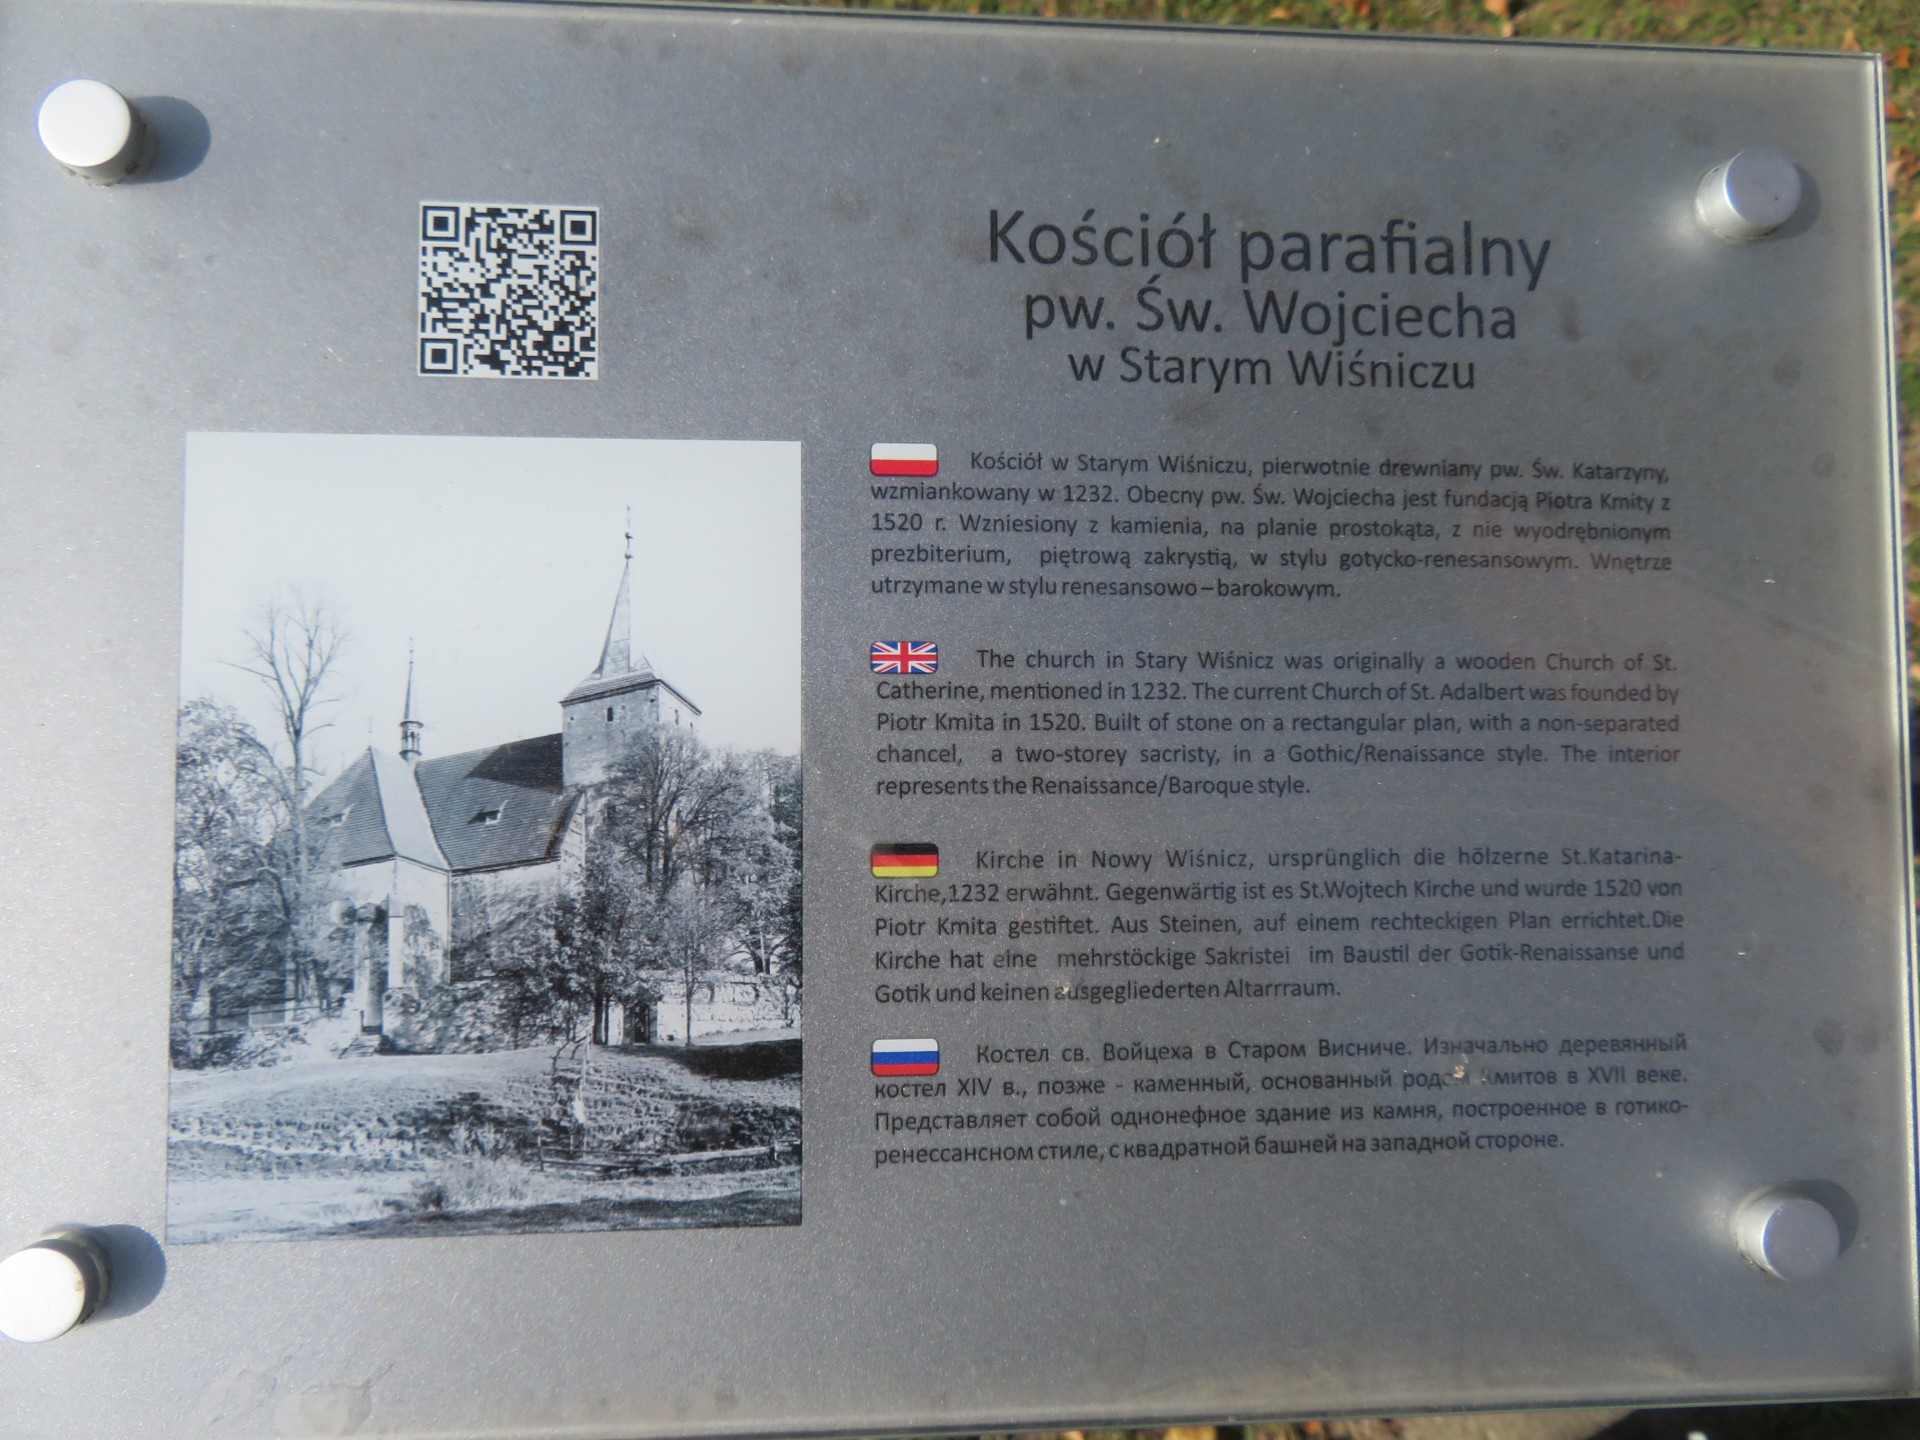 Kościół parafialny
pw. Św. Wojciecha
w Starym Wiśniczu
Kościół w Starym Wiśniczu, pierwotnie drewniany pw. Św. Katarzyny,
wzmiankowany w 1232. Obecny pw. Św. Wojciecha jest fundacją Piotra Kmity z
1520 r. Wzniesiony z kamienia, na planie prostokąta, z nie wyodrębnionym
prezbiterium, piętrową zakrystią, w stylu gotycko-renesansowym. Wnętrze
utrzymane w stylu renesansowo – barokowym.
The church in Stary Wiśnicz was originally a wooden Church of St.
Catherine, mentioned in 1232. The current Church of St. Adalbert was founded by
Piotr Kmita in 1520. Built of stone on a rectangular plan, with a non-separated
chancel, a two-storey sacristy, in a Gothic/Renaissance style. The interior
represents the Renaissance/Baroque style.
Kirche in Nowy Wiśnicz, ursprünglich die hölzerne St.Katarina-
Kirche,1232 erwähnt. Gegenwärtig ist es St.Wojtech Kirche und wurde 1520 von
Piotr Kmita gestiftet. Aus Steinen, auf einem rechteckigen Plan errichtet.Die
Kirche hat eine mehrstöckige Sakristei im Baustil der Gotik-Renaissanse und
Gotik und keinen ausgegliederten Altarrraum.
Костел св. Войцеха в Старом Висниче. Изначально деревянный
костел XIV в., позже - каменный, основанный родом Кмитов в XVII веке.
Представляет собой однонефное здание из камня, построенное в готико-
ренессансном стиле, с квадратной башней на западной стороне.